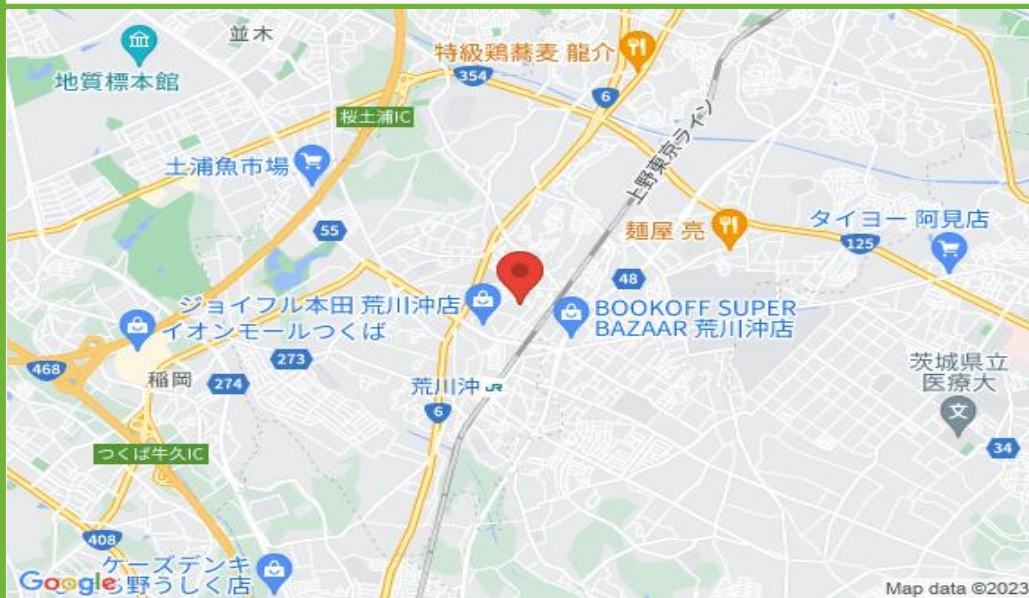 並木
地質標本館
特級鶏蕎麦 龍介
354
6
桜土浦IC
上野東京ライン
土浦魚市場
55
麺屋 亮
タイヨー 阿見店
125
48
ジョイフル本田 荒川沖店
イオンモールつくば
BOOKOFF SUPER
BAZAAR 荒川沖店
468
273
稲岡
274
荒川沖 JR
6
茨城県立
医療大
34
つくば牛久IC
408
ケーズデンキ
野うしく店
Google
Map data ©2023